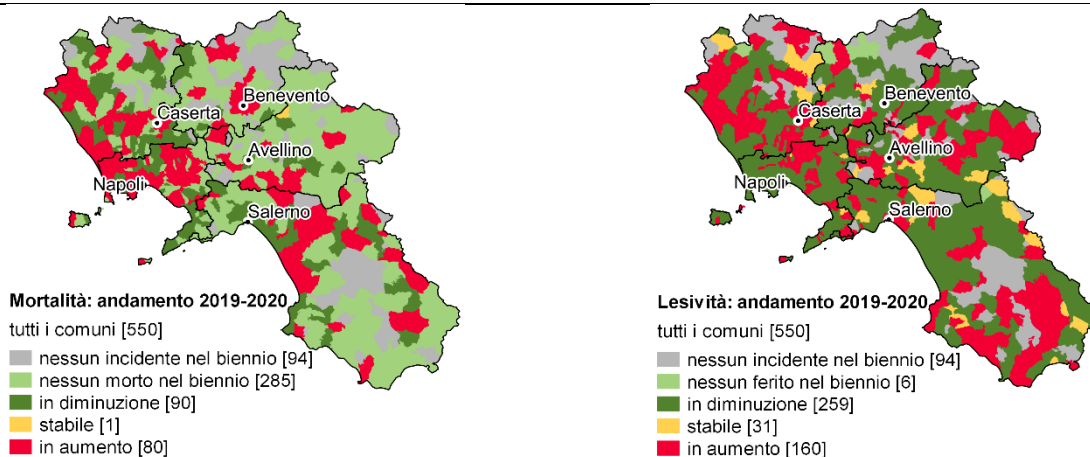 Benevento
Caserta
Avellino
Napoli
Salerno
Mortalità: andamento 2019-2020
tutti i comuni [550]
nessun incidente nel biennio [94]
nessun morto nel biennio [285]
in diminuzione [90]
stabile [1]
in aumento [80]
Benevento
Caserta
Avellino
Napoli
Salerno
Lesività: andamento 2019-2020
tutti i comuni [550]
nessun incidente nel biennio [94]
nessun ferito nel biennio [6]
in diminuzione [259]
stabile [31]
in aumento [160]